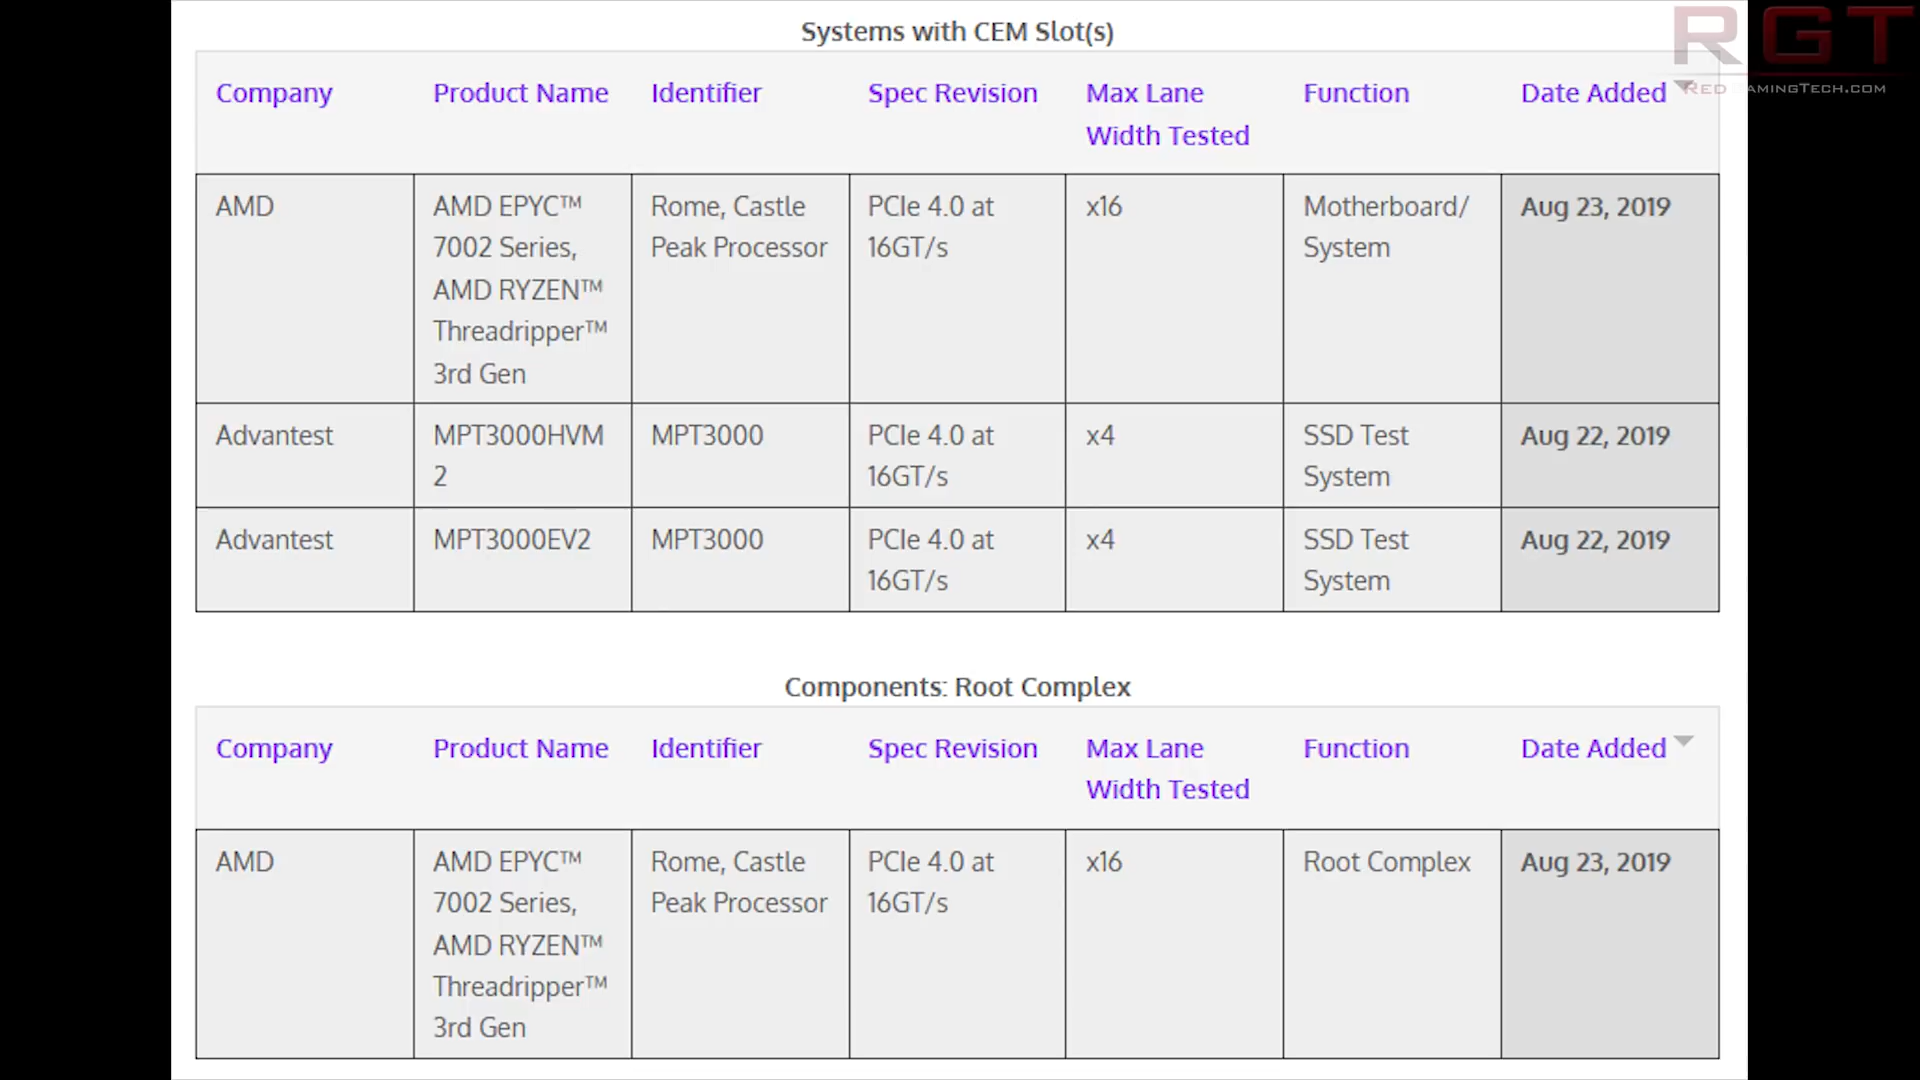 Systems with CEM Slot(s)
RGT
RED GAMINGTECH.COM
Company Product Name Identifier Spec Revision Max Lane Function Date Added
Width Tested
AMD AMD EPYC™ Rome, Castle PCIe 4.0 at x16 Motherboard/ Aug 23, 2019
7002 Series, Peak Processor 16GT/s System
AMD RYZEN™
Threadripper™
3rd Gen
Advantest MPT3000HVM MPT3000 PCIe 4.0 at x4 SSD Test Aug 22, 2019
2 16GT/s System
Advantest MPT3000EV2 MPT3000 PCIe 4.0 at x4 SSD Test Aug 22, 2019
16GT/s System
Components: Root Complex
Company Product Name Identifier Spec Revision Max Lane Function Date Added
Width Tested
AMD AMD EPYC™ Rome, Castle PCIe 4.0 at x16 Root Complex Aug 23, 2019
7002 Series, Peak Processor 16GT/s
AMD RYZEN™
Threadripper™
3rd Gen